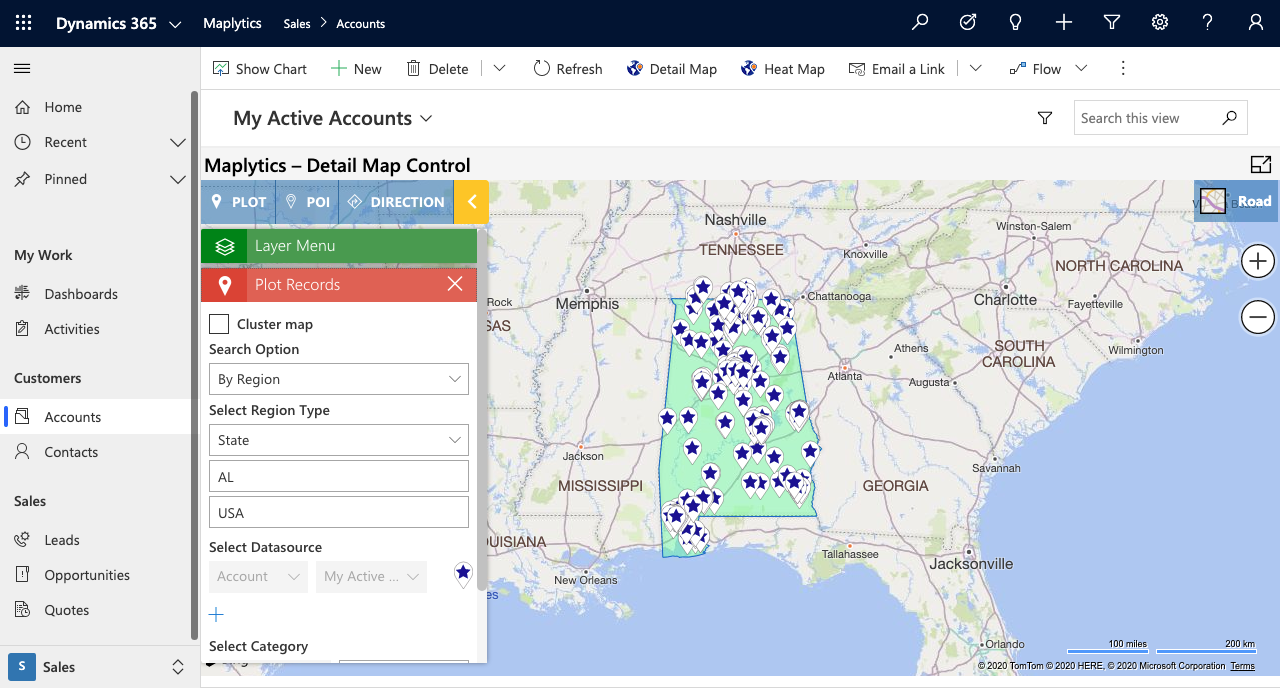 Dynamics 365 Maplytics Sales Accounts
Show Chart New Delete Refresh Detail Map Heat Map Email a Link Flow
Home
Recent
Pinned
My Work
Dashboards
Activities
Customers
Accounts
Contacts
Sales
Leads
Opportunities
Quotes
S Sales
My Active Accounts
Search this view
Maplytics – Detail Map Control
PLOT POI DIRECTION
Road
Layer Menu
Plot Records
Cluster map
Search Option
By Region
Select Region Type
State
AL
USA
Select Datasource
Account My Active ...
Select Category
Nashville
TENNESSEE
Knoxville
Winston-Salem
NORTH CAROLINA
Rock
Memphis
Chattanooga
Charlotte
Fayetteville
SAS
Athens
SOUTH
CAROLINA
Wilmington
Atlanta
Augusta
Jackson
Savannah
MISSISSIPPI
GEORGIA
UISIANA
Tallahassee
Jacksonville
New Orleans
es
Orlando
100 miles 200 km
© 2020 TomTom © 2020 HERE, © 2020 Microsoft Corporation Terms